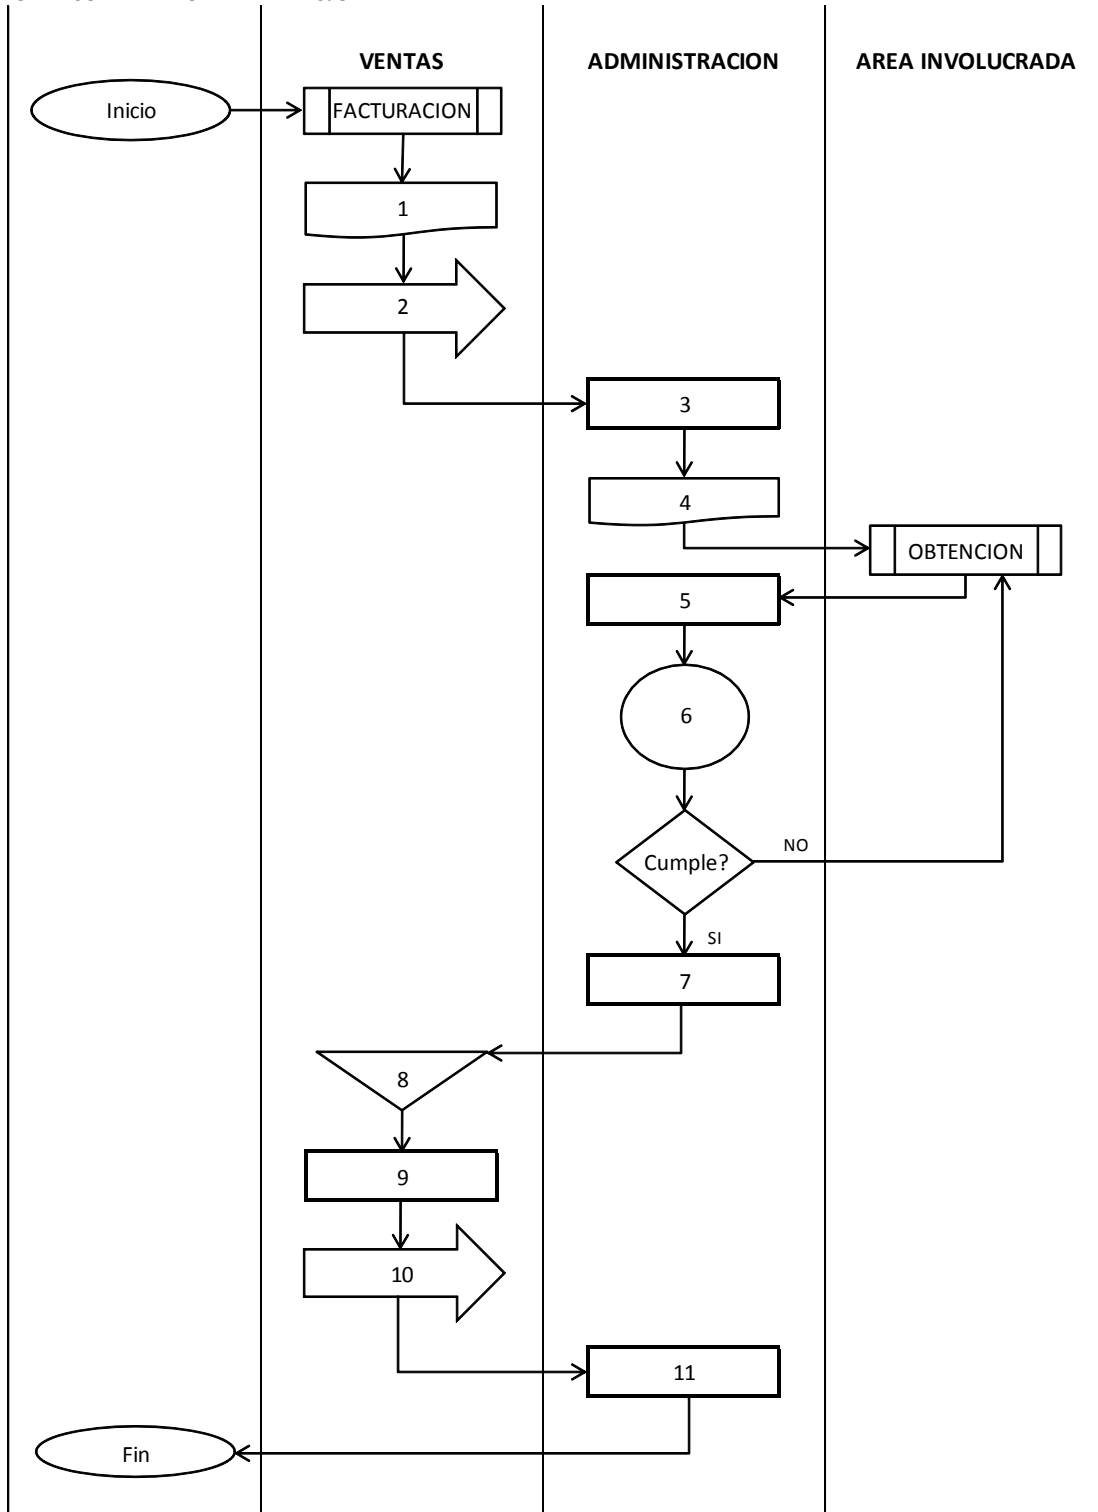 VENTAS
ADMINISTRACION
AREA INVOLUCRADA
Inicio
FACTURACION
1
2
3
4
OBTENCION
5
6
Cumple?
NO
SI
7
8
9
10
11
Fin